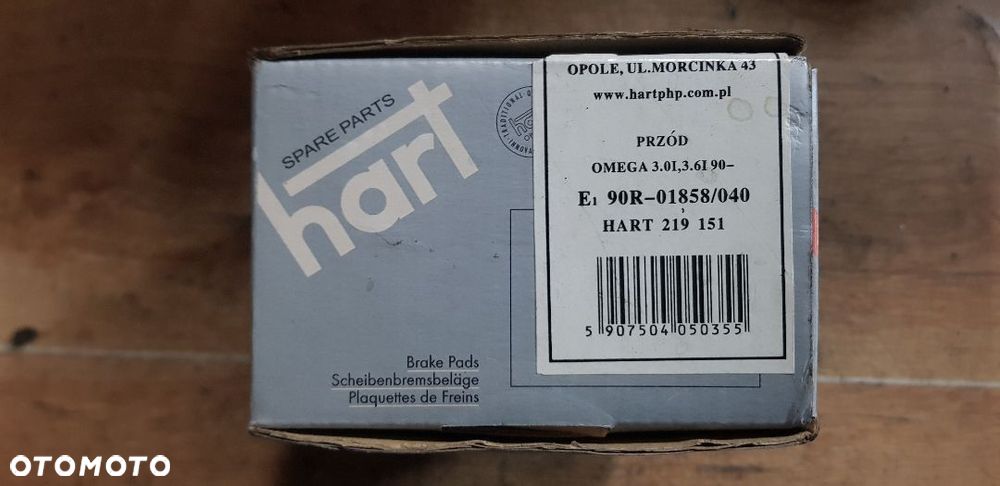 SPARE PARTS
hart
OPOLE, UL.MORCINKA 43
www.hartphp.com.pl
PRZÓD
OMEGA 3.0I,3.6I 90-
E1 90R-01858/040
HART 219 151
5 907504 050355
Brake Pads
Scheibenbremsbeläge
Plaquettes de Freins
OTOMOTO